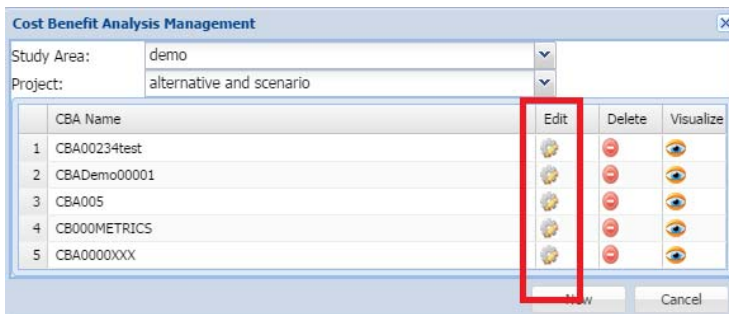 Cost Benefit Analysis Management
Study Area: demo
Project: alternative and scenario
CBA Name Edit Delete Visualize
1 CBA00234test
2 CBADemo00001
3 CBA005
4 CB000METRICS
5 CBA0000XXX
New Cancel